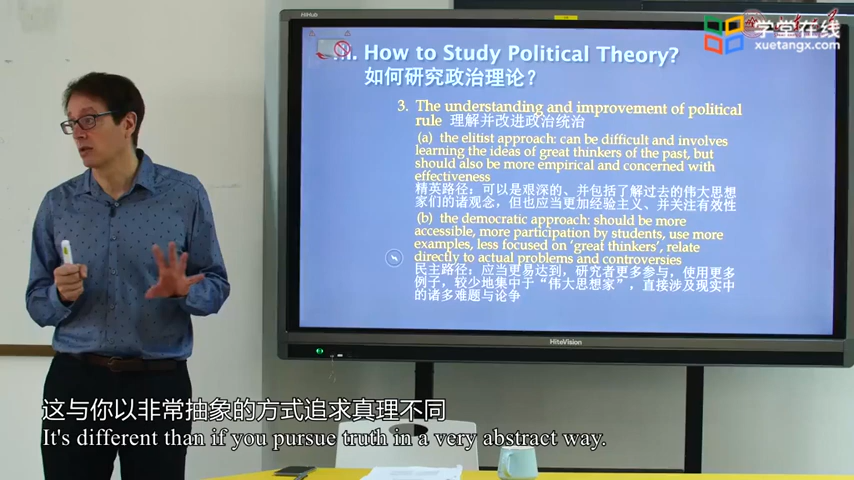 HiHub
学堂在线
xuetangx.com
How to Study Political Theory?
如何研究政治理论？
3. The understanding and improvement of political
rule 理解并改进政治统治
(a) the elitist approach: can be difficult and involves
learning the ideas of great thinkers of the past, but
should also be more empirical and concerned with
effectiveness
精英路径：可以是艰深的、并包括了解过去的伟大思想
家们的诸观念，但也应当更加经验主义、并关注有效性
(b) the democratic approach: should be more
accessible, more participation by students, use more
examples, less focused on 'great thinkers', relate
directly to actual problems and controversies
民主路径：应当更易达到，研究者更多参与，使用更多
例子，较少地集中于“伟大思想家”，直接涉及现实中
的诸多难题与论争
HiteVision
这与你以非常抽象的方式追求真理不同
It's different than if you pursue truth in a very abstract way.